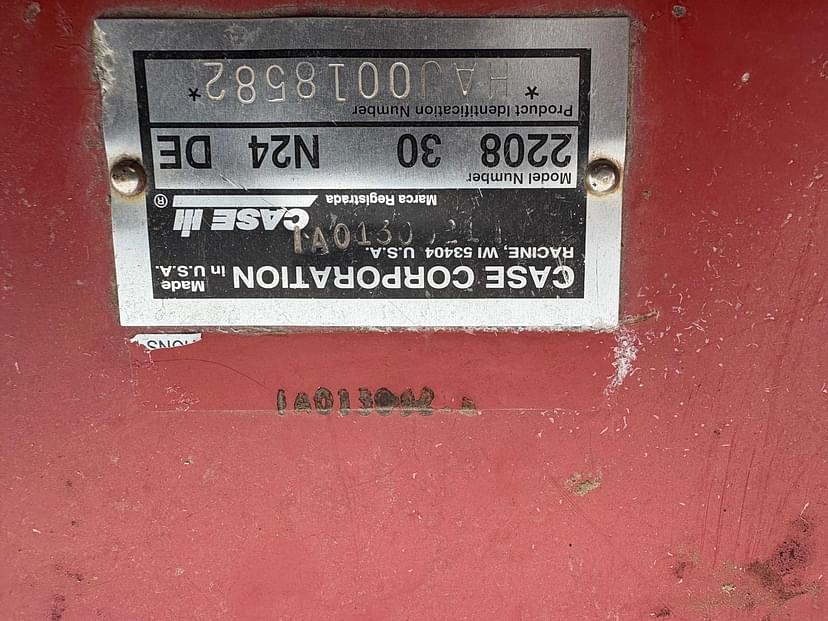 CASE CORPORATION Made in U.S.A.
RACINE, WI 53404 U.S.A.
CASE III ®
Marca Registrada
Model Number
2208 30 N24 DE
Product Identification Number
* HAJ0018582 *